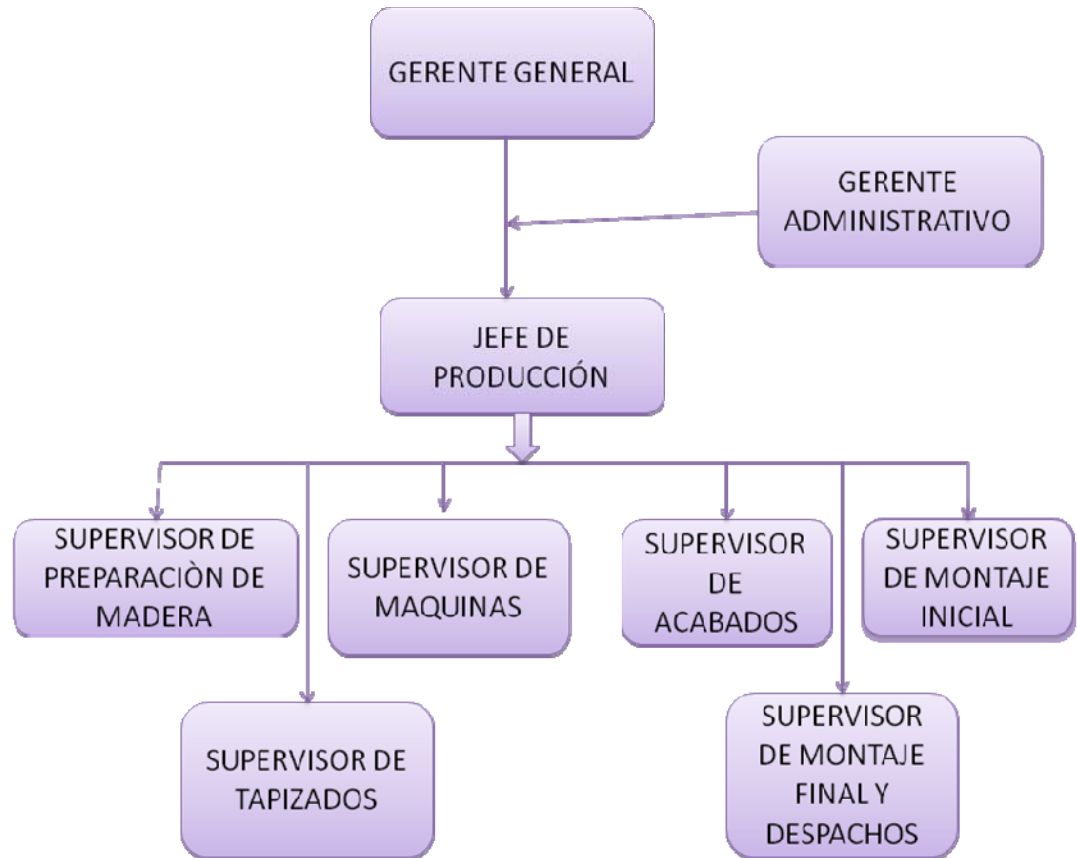 GERENTE GENERAL
GERENTE
ADMINISTRATIVO
JEFE DE
PRODUCCIÓN
SUPERVISOR DE
PREPARACIÒN DE
MADERA
SUPERVISOR DE
MAQUINAS
SUPERVISOR
DE
ACABADOS
SUPERVISOR
DE MONTAJE
INICIAL
SUPERVISOR DE
TAPIZADOS
SUPERVISOR
DE MONTAJE
FINAL Y
DESPACHOS